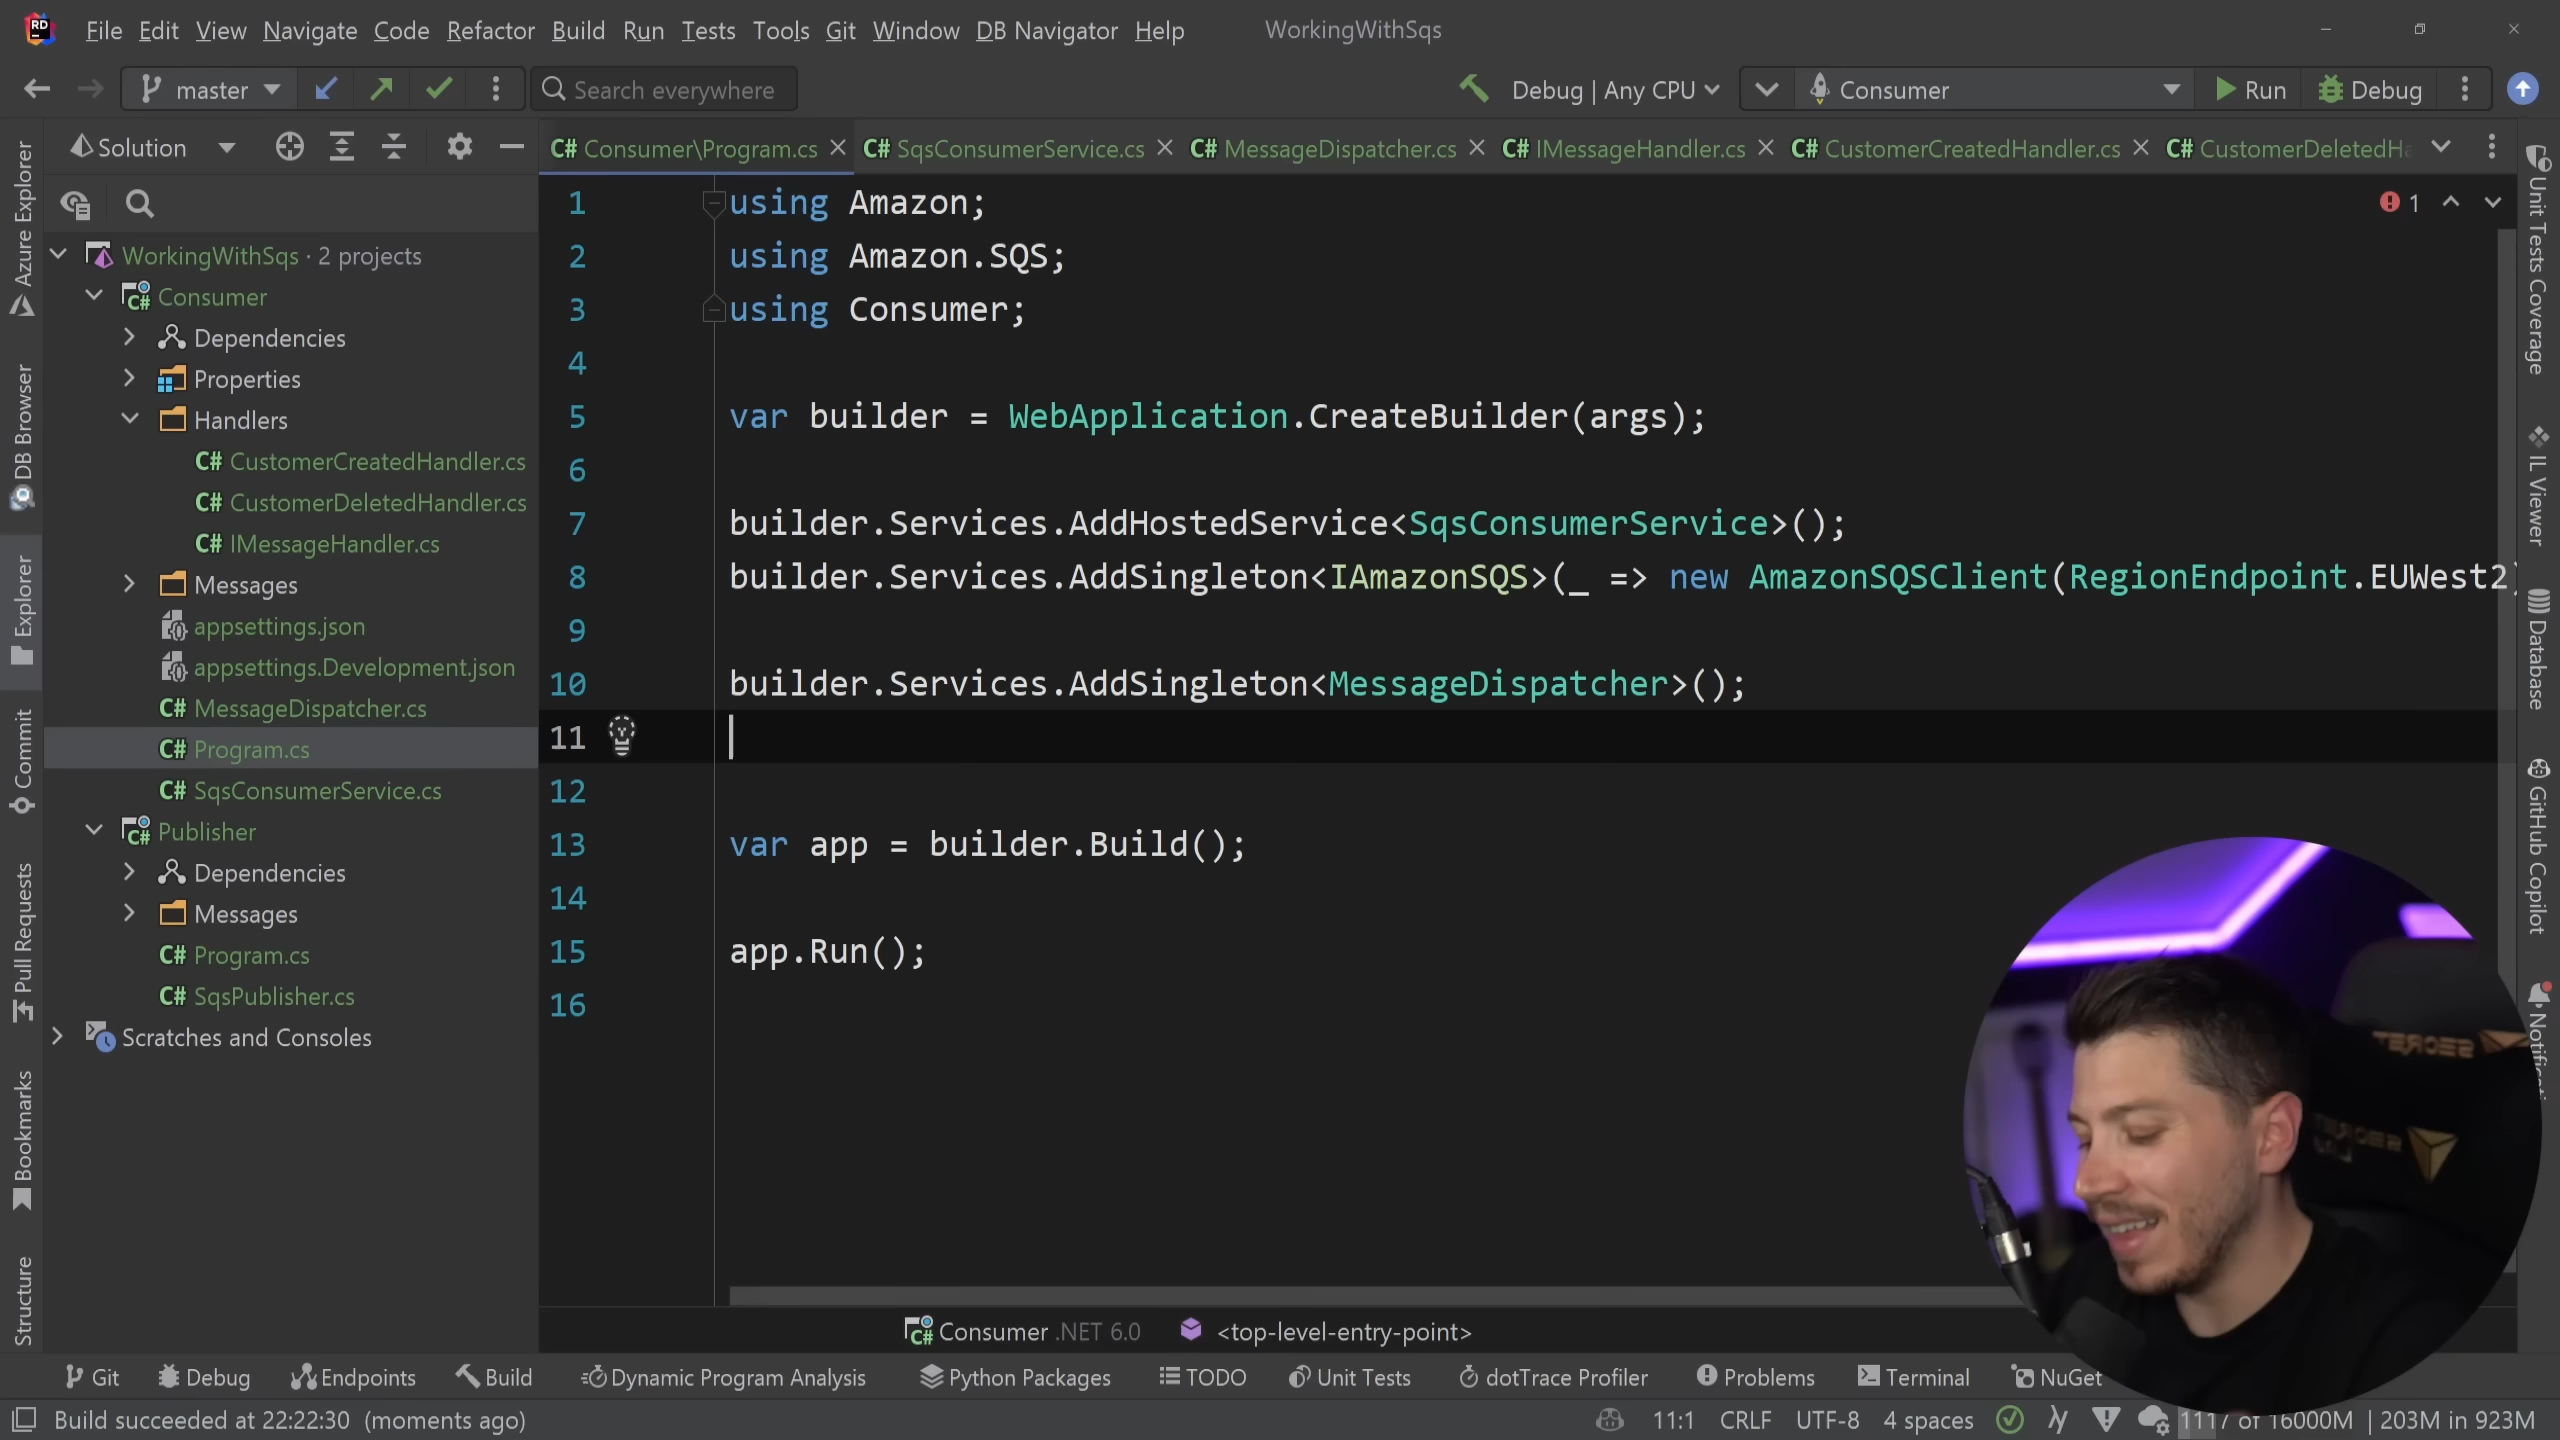 File Edit View Navigate Code Refactor Build Run Tests Tools Git Window DB Navigator Help WorkingWithSqs
master Search everywhere Debug | Any CPU Consumer Run Debug
Solution
C# Consumer\Program.cs C# SqsConsumerService.cs C# MessageDispatcher.cs C# IMessageHandler.cs C# CustomerCreatedHandler.cs C# CustomerDeletedHa
WorkingWithSqs · 2 projects
C# Consumer
Dependencies
Properties
Handlers
C# CustomerCreatedHandler.cs
C# CustomerDeletedHandler.cs
C# IMessageHandler.cs
Messages
appsettings.json
appsettings.Development.json
C# MessageDispatcher.cs
C# Program.cs
C# SqsConsumerService.cs
C# Publisher
Dependencies
Messages
C# Program.cs
C# SqsPublisher.cs
Scratches and Consoles
Azure Explorer
DB Browser
Explorer
Commit
Pull Requests
Bookmarks
Structure
1 using Amazon;
2 using Amazon.SQS;
3 using Consumer;
4
5 var builder = WebApplication.CreateBuilder(args);
6
7 builder.Services.AddHostedService<SqsConsumerService>();
8 builder.Services.AddSingleton<IAmazonSQS>(_ => new AmazonSQSClient(RegionEndpoint.EUWest2)
9
10 builder.Services.AddSingleton<MessageDispatcher>();
11
12
13 var app = builder.Build();
14
15 app.Run();
16
1
Unit Tests Coverage
IL Viewer
Database
GitHub Copilot
SECRET
C# Consumer .NET 6.0 <top-level-entry-point>
Git Debug Endpoints Build Dynamic Program Analysis Python Packages TODO Unit Tests dotTrace Profiler Problems Terminal NuGet
Build succeeded at 22:22:30 (moments ago) 11:1 CRLF UTF-8 4 spaces 1117 of 16000M | 203M in 923M